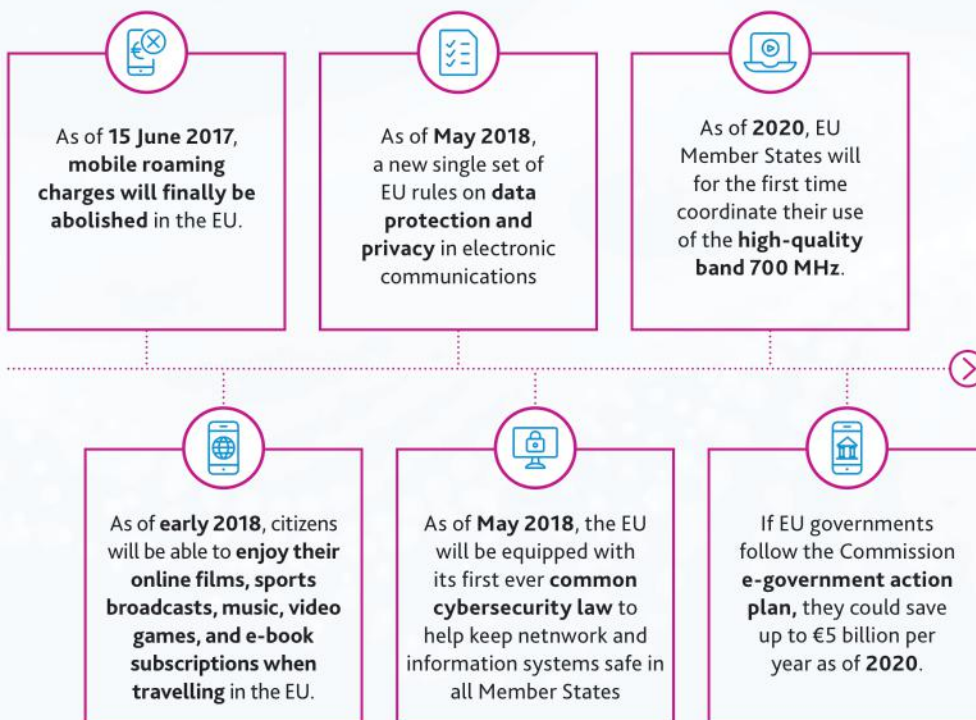 As of 15 June 2017,
mobile roaming
charges will finally be
abolished in the EU.
As of May 2018,
a new single set of
EU rules on data
protection and
privacy in electronic
communications
As of 2020, EU
Member States will
for the first time
coordinate their use
of the high-quality
band 700 MHz.
As of early 2018, citizens
will be able to enjoy their
online films, sports
broadcasts, music, video
games, and e-book
subscriptions when
travelling in the EU.
As of May 2018, the EU
will be equipped with
its first ever common
cybersecurity law to
help keep netnwork and
information systems safe in
all Member States
If EU governments
follow the Commission
e-government action
plan, they could save
up to €5 billion per
year as of 2020.